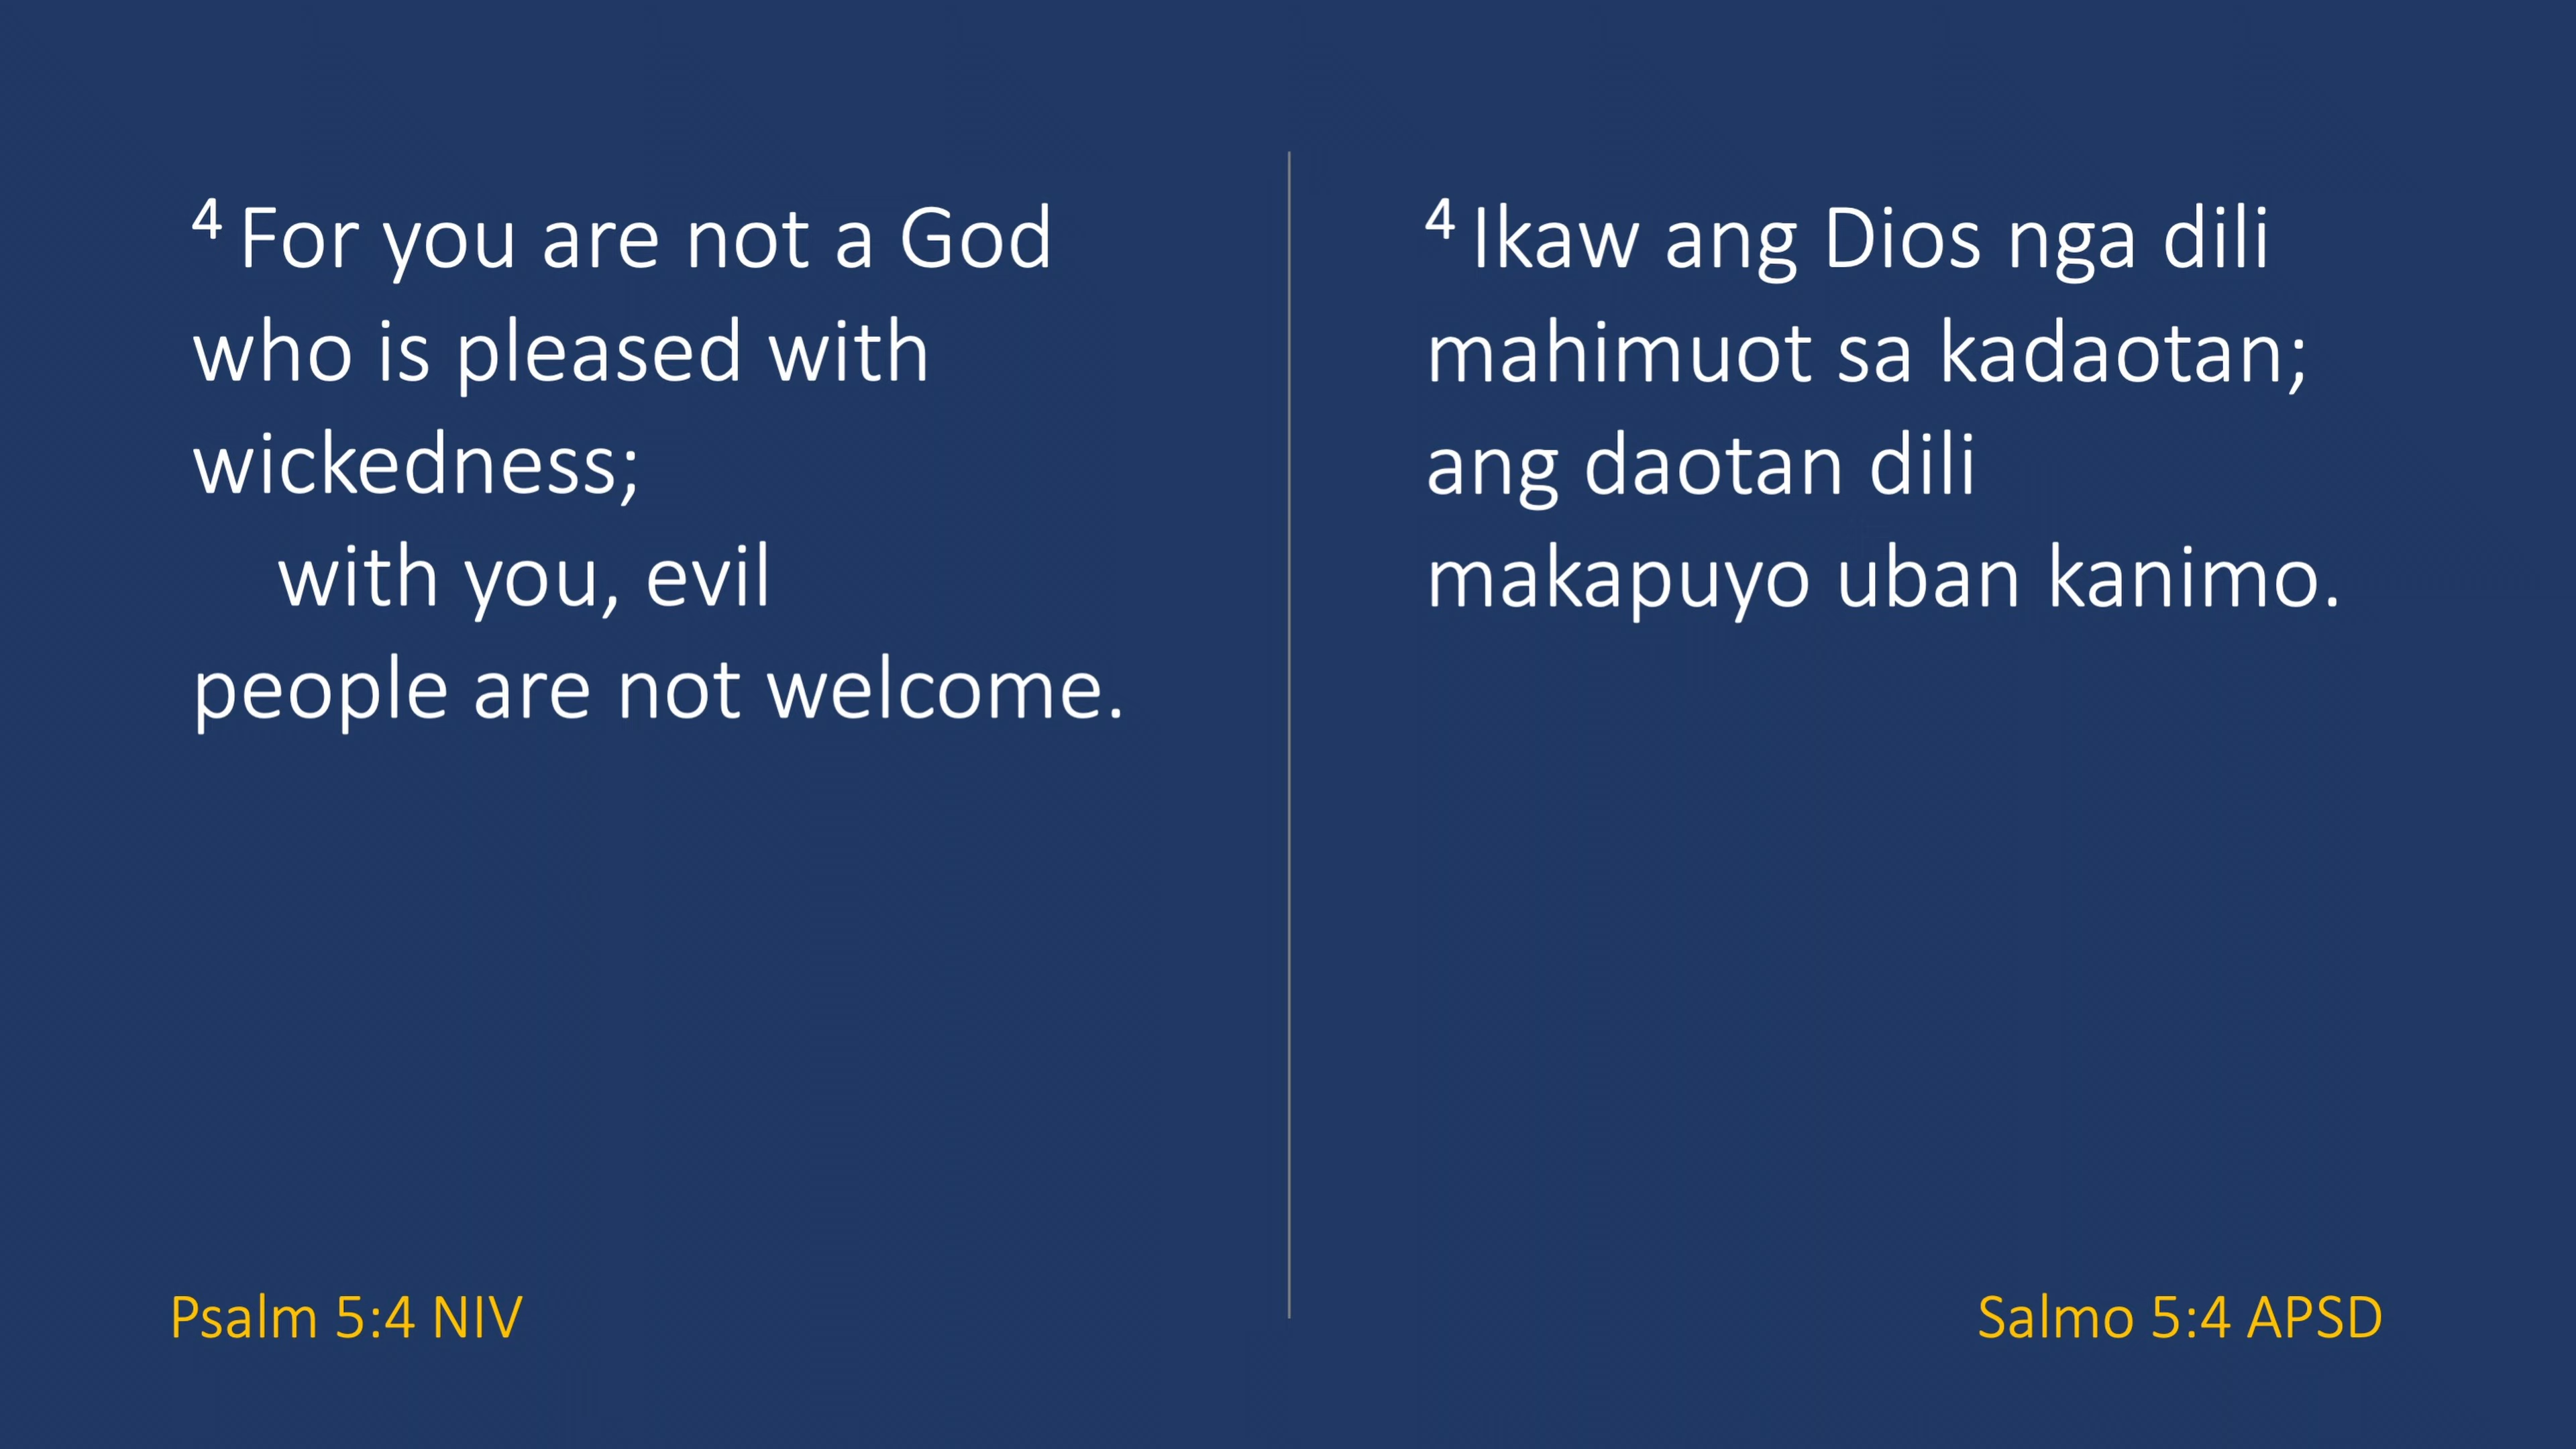 ⁴ For you are not a God
who is pleased with
wickedness;
with you, evil
people are not welcome.
⁴ Ikaw ang Dios nga dili
mahimuot sa kadaotan;
ang daotan dili
makapuyo uban kanimo.
Psalm 5:4 NIV
Salmo 5:4 APSD